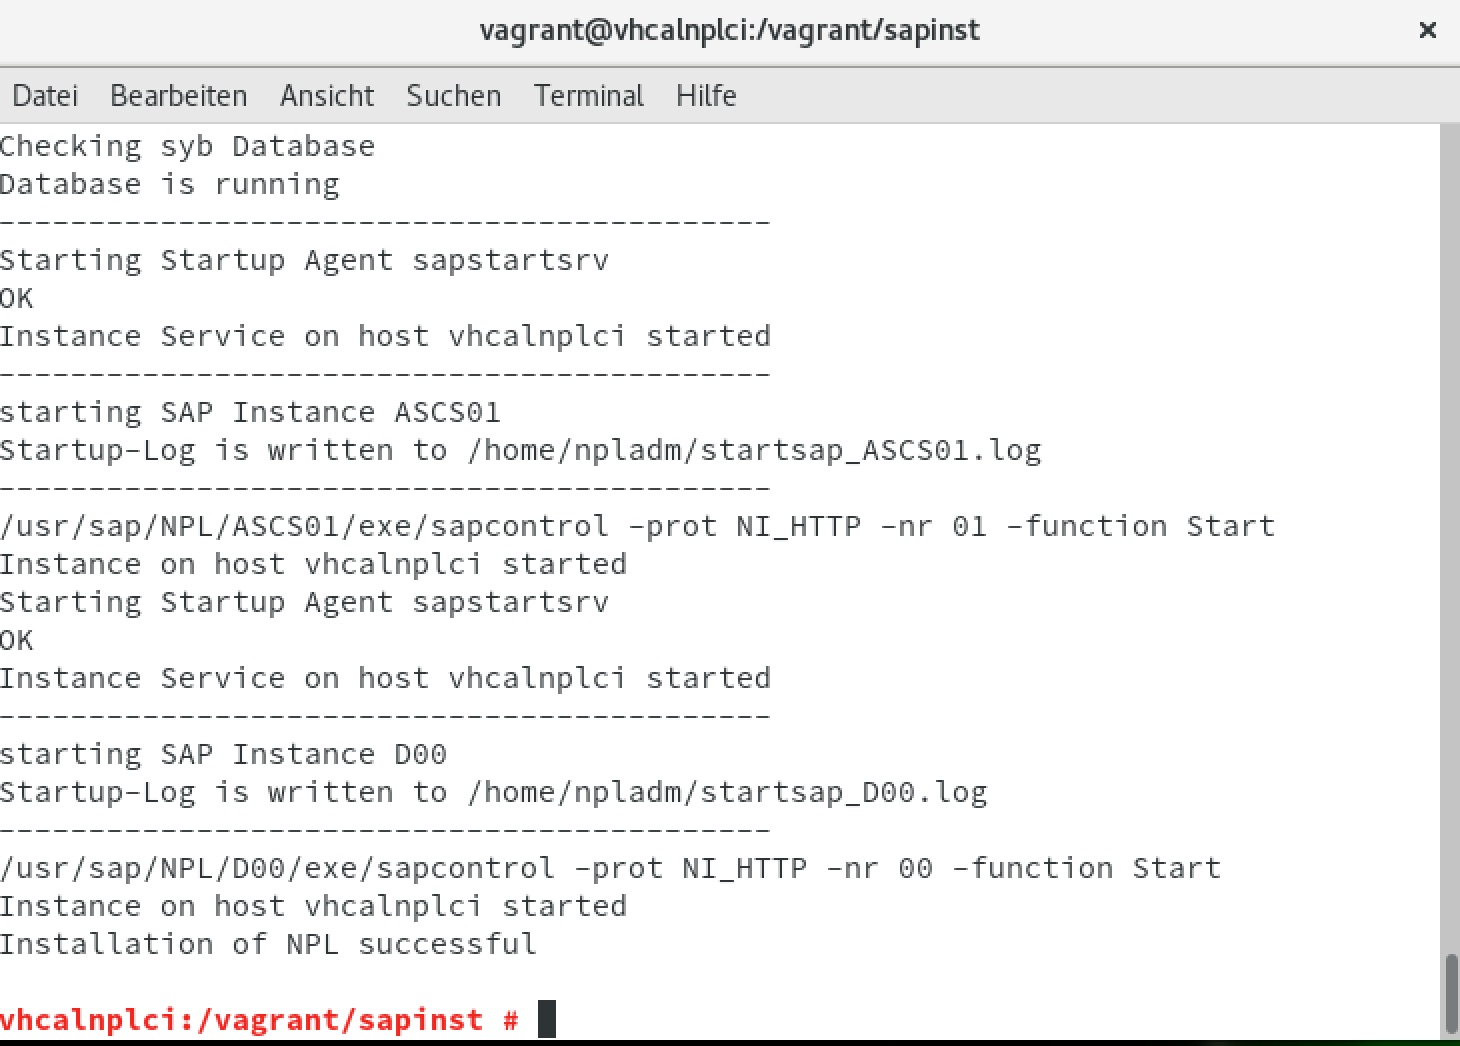 vagrant@vhcalnplci:/vagrant/sapinst ×
Datei Bearbeiten Ansicht Suchen Terminal Hilfe
Checking syb Database
Database is running
-------------------------------------------
Starting Startup Agent sapstartsrv
OK
Instance Service on host vhcalnplci started
-------------------------------------------
starting SAP Instance ASCS01
Startup-Log is written to /home/npladm/startsap_ASCS01.log
-------------------------------------------
/usr/sap/NPL/ASCS01/exe/sapcontrol -prot NI_HTTP -nr 01 -function Start
Instance on host vhcalnplci started
Starting Startup Agent sapstartsrv
OK
Instance Service on host vhcalnplci started
-------------------------------------------
starting SAP Instance D00
Startup-Log is written to /home/npladm/startsap_D00.log
-------------------------------------------
/usr/sap/NPL/D00/exe/sapcontrol -prot NI_HTTP -nr 00 -function Start
Instance on host vhcalnplci started
Installation of NPL successful
vhcalnplci:/vagrant/sapinst #